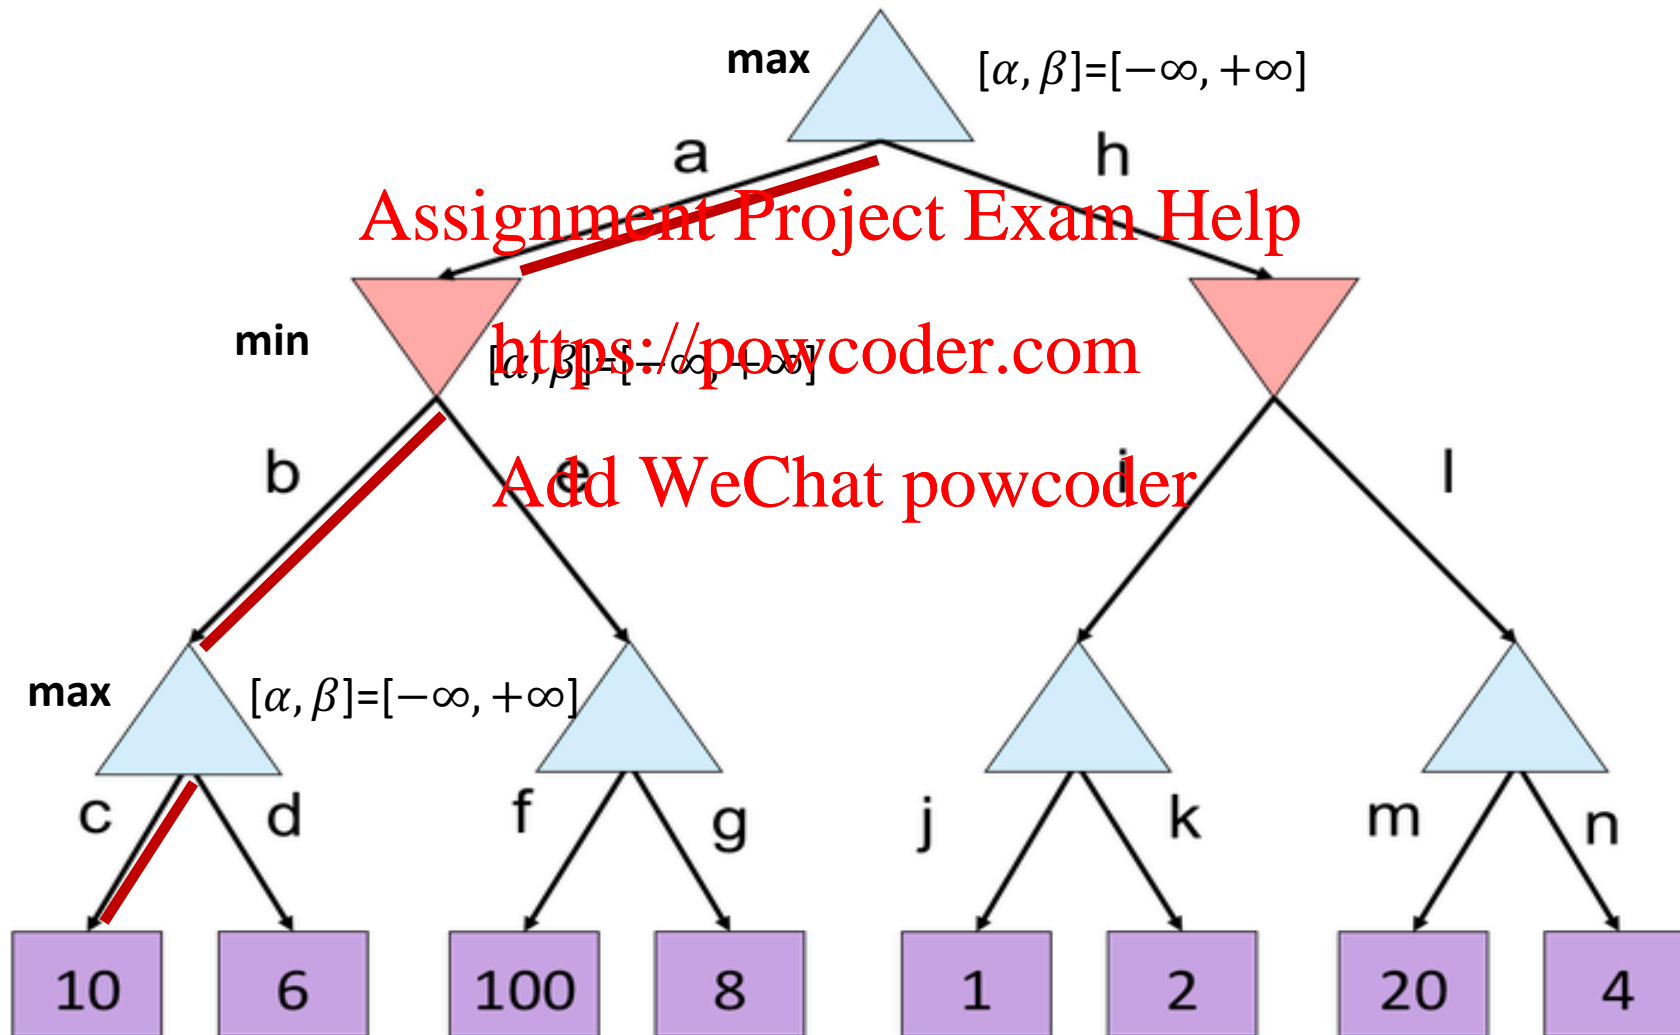 max
[α, β]=[−∞, +∞]
a
h
Assignment Project Exam Help
min
https://powcoder.com
[α, β]=[−∞, +∞]
b
e
i
l
Add WeChat powcoder
max
[α, β]=[−∞, +∞]
c
d
f
g
j
k
m
n
10
6
100
8
1
2
20
4